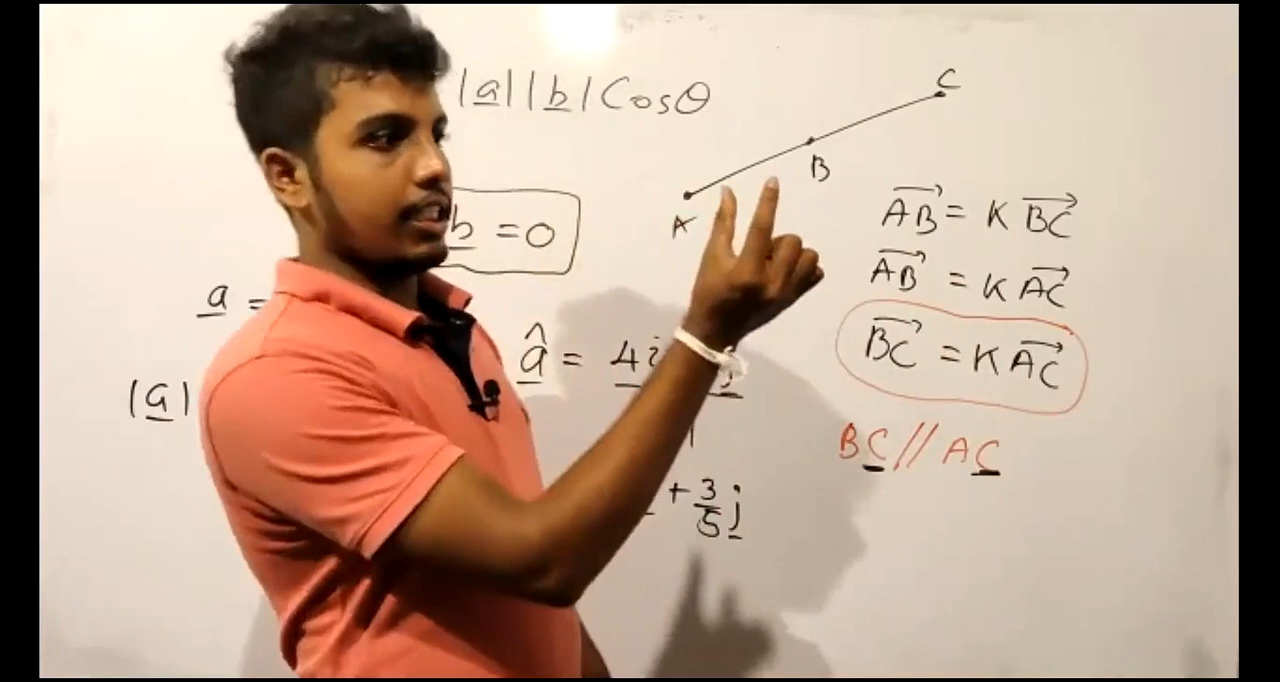 |a||b|Cosθ
C
B
A
b = 0
AB = K BC
AB = K AC
BC = K AC
a =
â = 4i j
|a|
BC // AC
+ 3/5 j